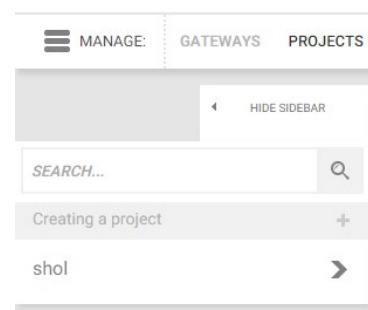 MANAGE: GATEWAYS PROJECTS
HIDE SIDEBAR
SEARCH...
Creating a project
shol